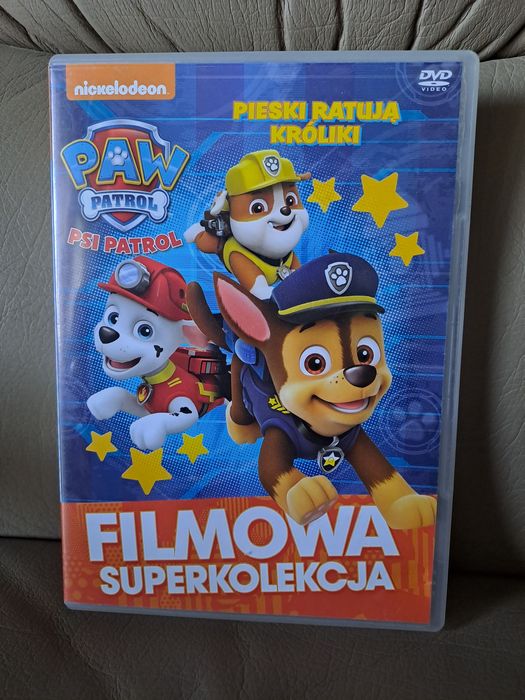 nickelodeon
DVD
VIDEO
PIESKI RATUJĄ
KRÓLIKI
PAW
PATROL
PSI PATROL
FILMOWA
SUPERKOLEKCJA